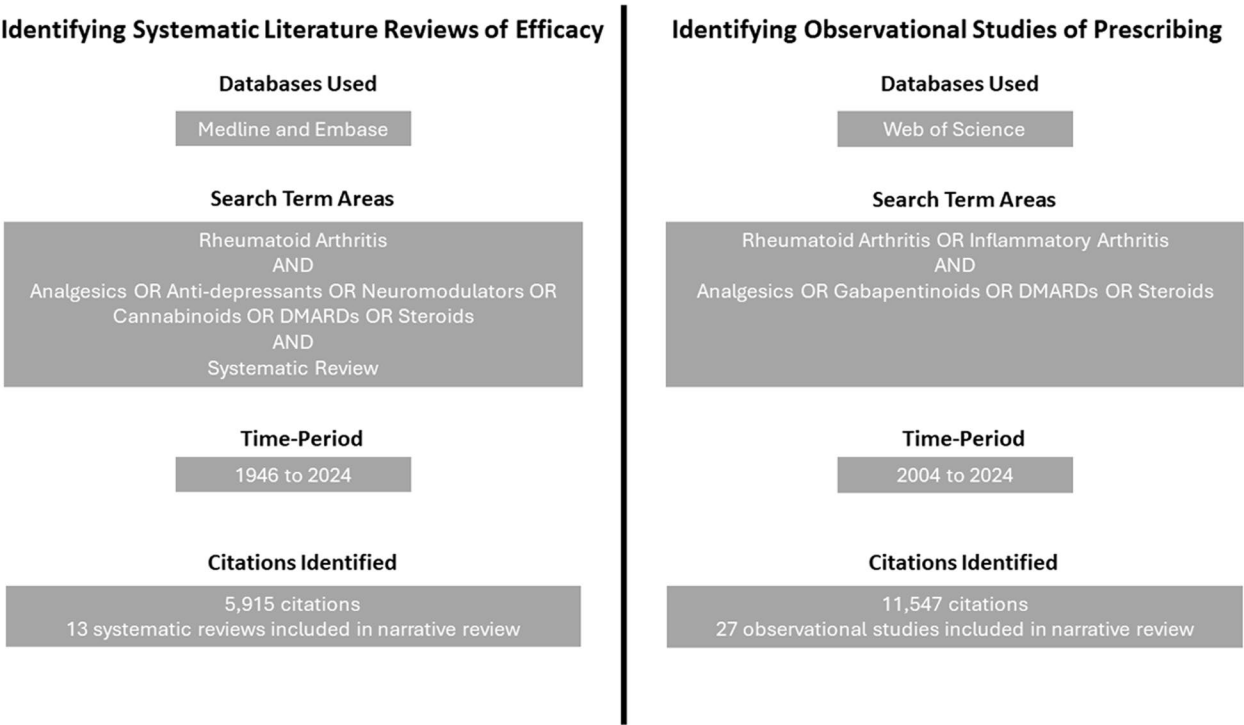 Identifying Systematic Literature Reviews of Efficacy
Databases Used
Medline and Embase
Search Term Areas
Rheumatoid Arthritis
AND
Analgesics OR Anti-depressants OR Neuromodulators OR
Cannabinoids OR DMARDs OR Steroids
AND
Systematic Review
Time-Period
1946 to 2024
Citations Identified
5,915 citations
13 systematic reviews included in narrative review
Identifying Observational Studies of Prescribing
Databases Used
Web of Science
Search Term Areas
Rheumatoid Arthritis OR Inflammatory Arthritis
AND
Analgesics OR Gabapentinoids OR DMARDs OR Steroids
Time-Period
2004 to 2024
Citations Identified
11,547 citations
27 observational studies included in narrative review